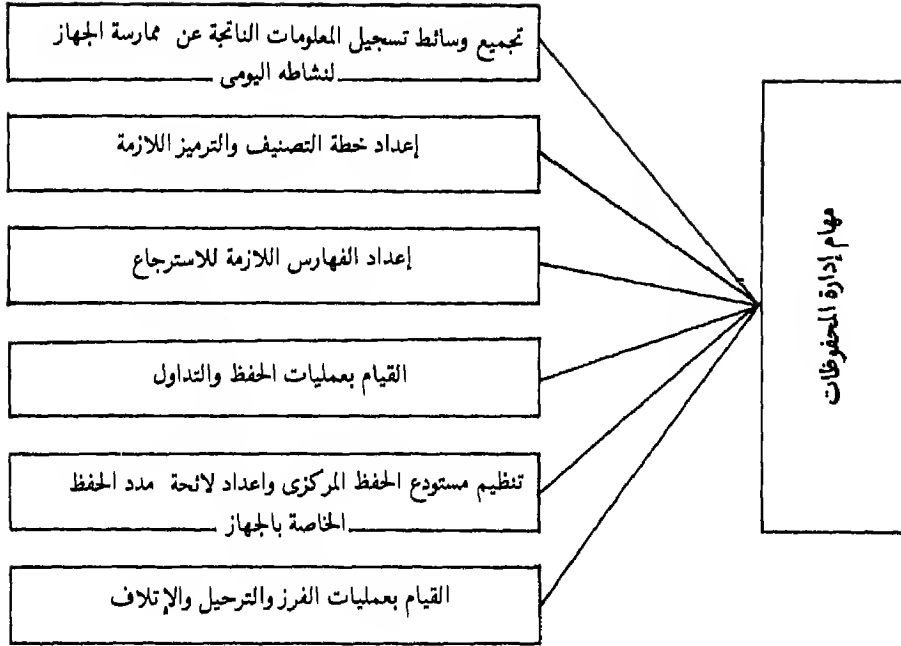 مهام إدارة المحفوظات
تجميع وسائط تسجيل المعلومات الناتجة عن ممارسة الجهاز
لنشاطه اليومى
إعداد خطة التصنيف والترميز اللازمة
إعداد الفهارس اللازمة للاسترجاع
القيام بعمليات الحفظ والتداول
تنظيم مستودع الحفظ المركزى واعداد لائحة مدد الحفظ
الخاصة بالجهاز
القيام بعمليات الفرز والترحيل والإتلاف